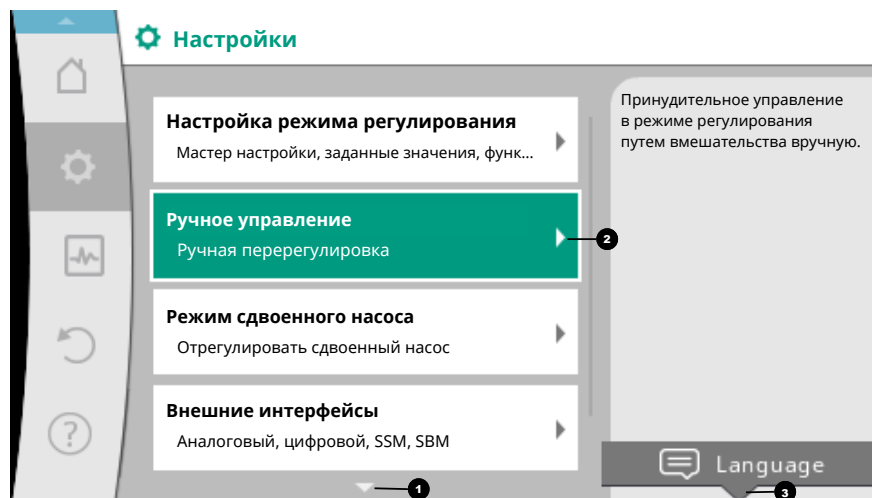 Настройки
Настройка режима регулирования
Мастер настройки, заданные значения, функ...
Ручное управление
Ручная перерегулировка
2
Режим сдвоенного насоса
Отрегулировать сдвоенный насос
Внешние интерфейсы
Аналоговый, цифровой, SSM, SBM
1
Принудительное управление
в режиме регулирования
путем вмешательства вручную.
Language
3
?